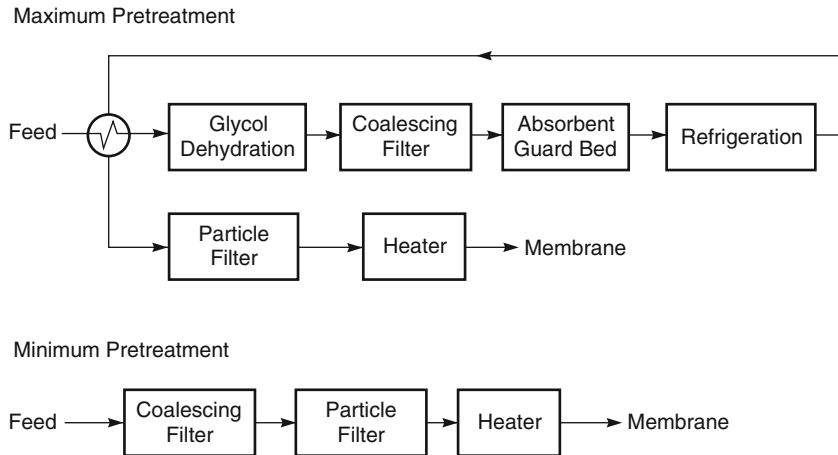 Maximum Pretreatment
Feed
Glycol
Dehydration
Coalescing
Filter
Absorbent
Guard Bed
Refrigeration
Particle
Filter
Heater
Membrane
Minimum Pretreatment
Feed
Coalescing
Filter
Particle
Filter
Heater
Membrane